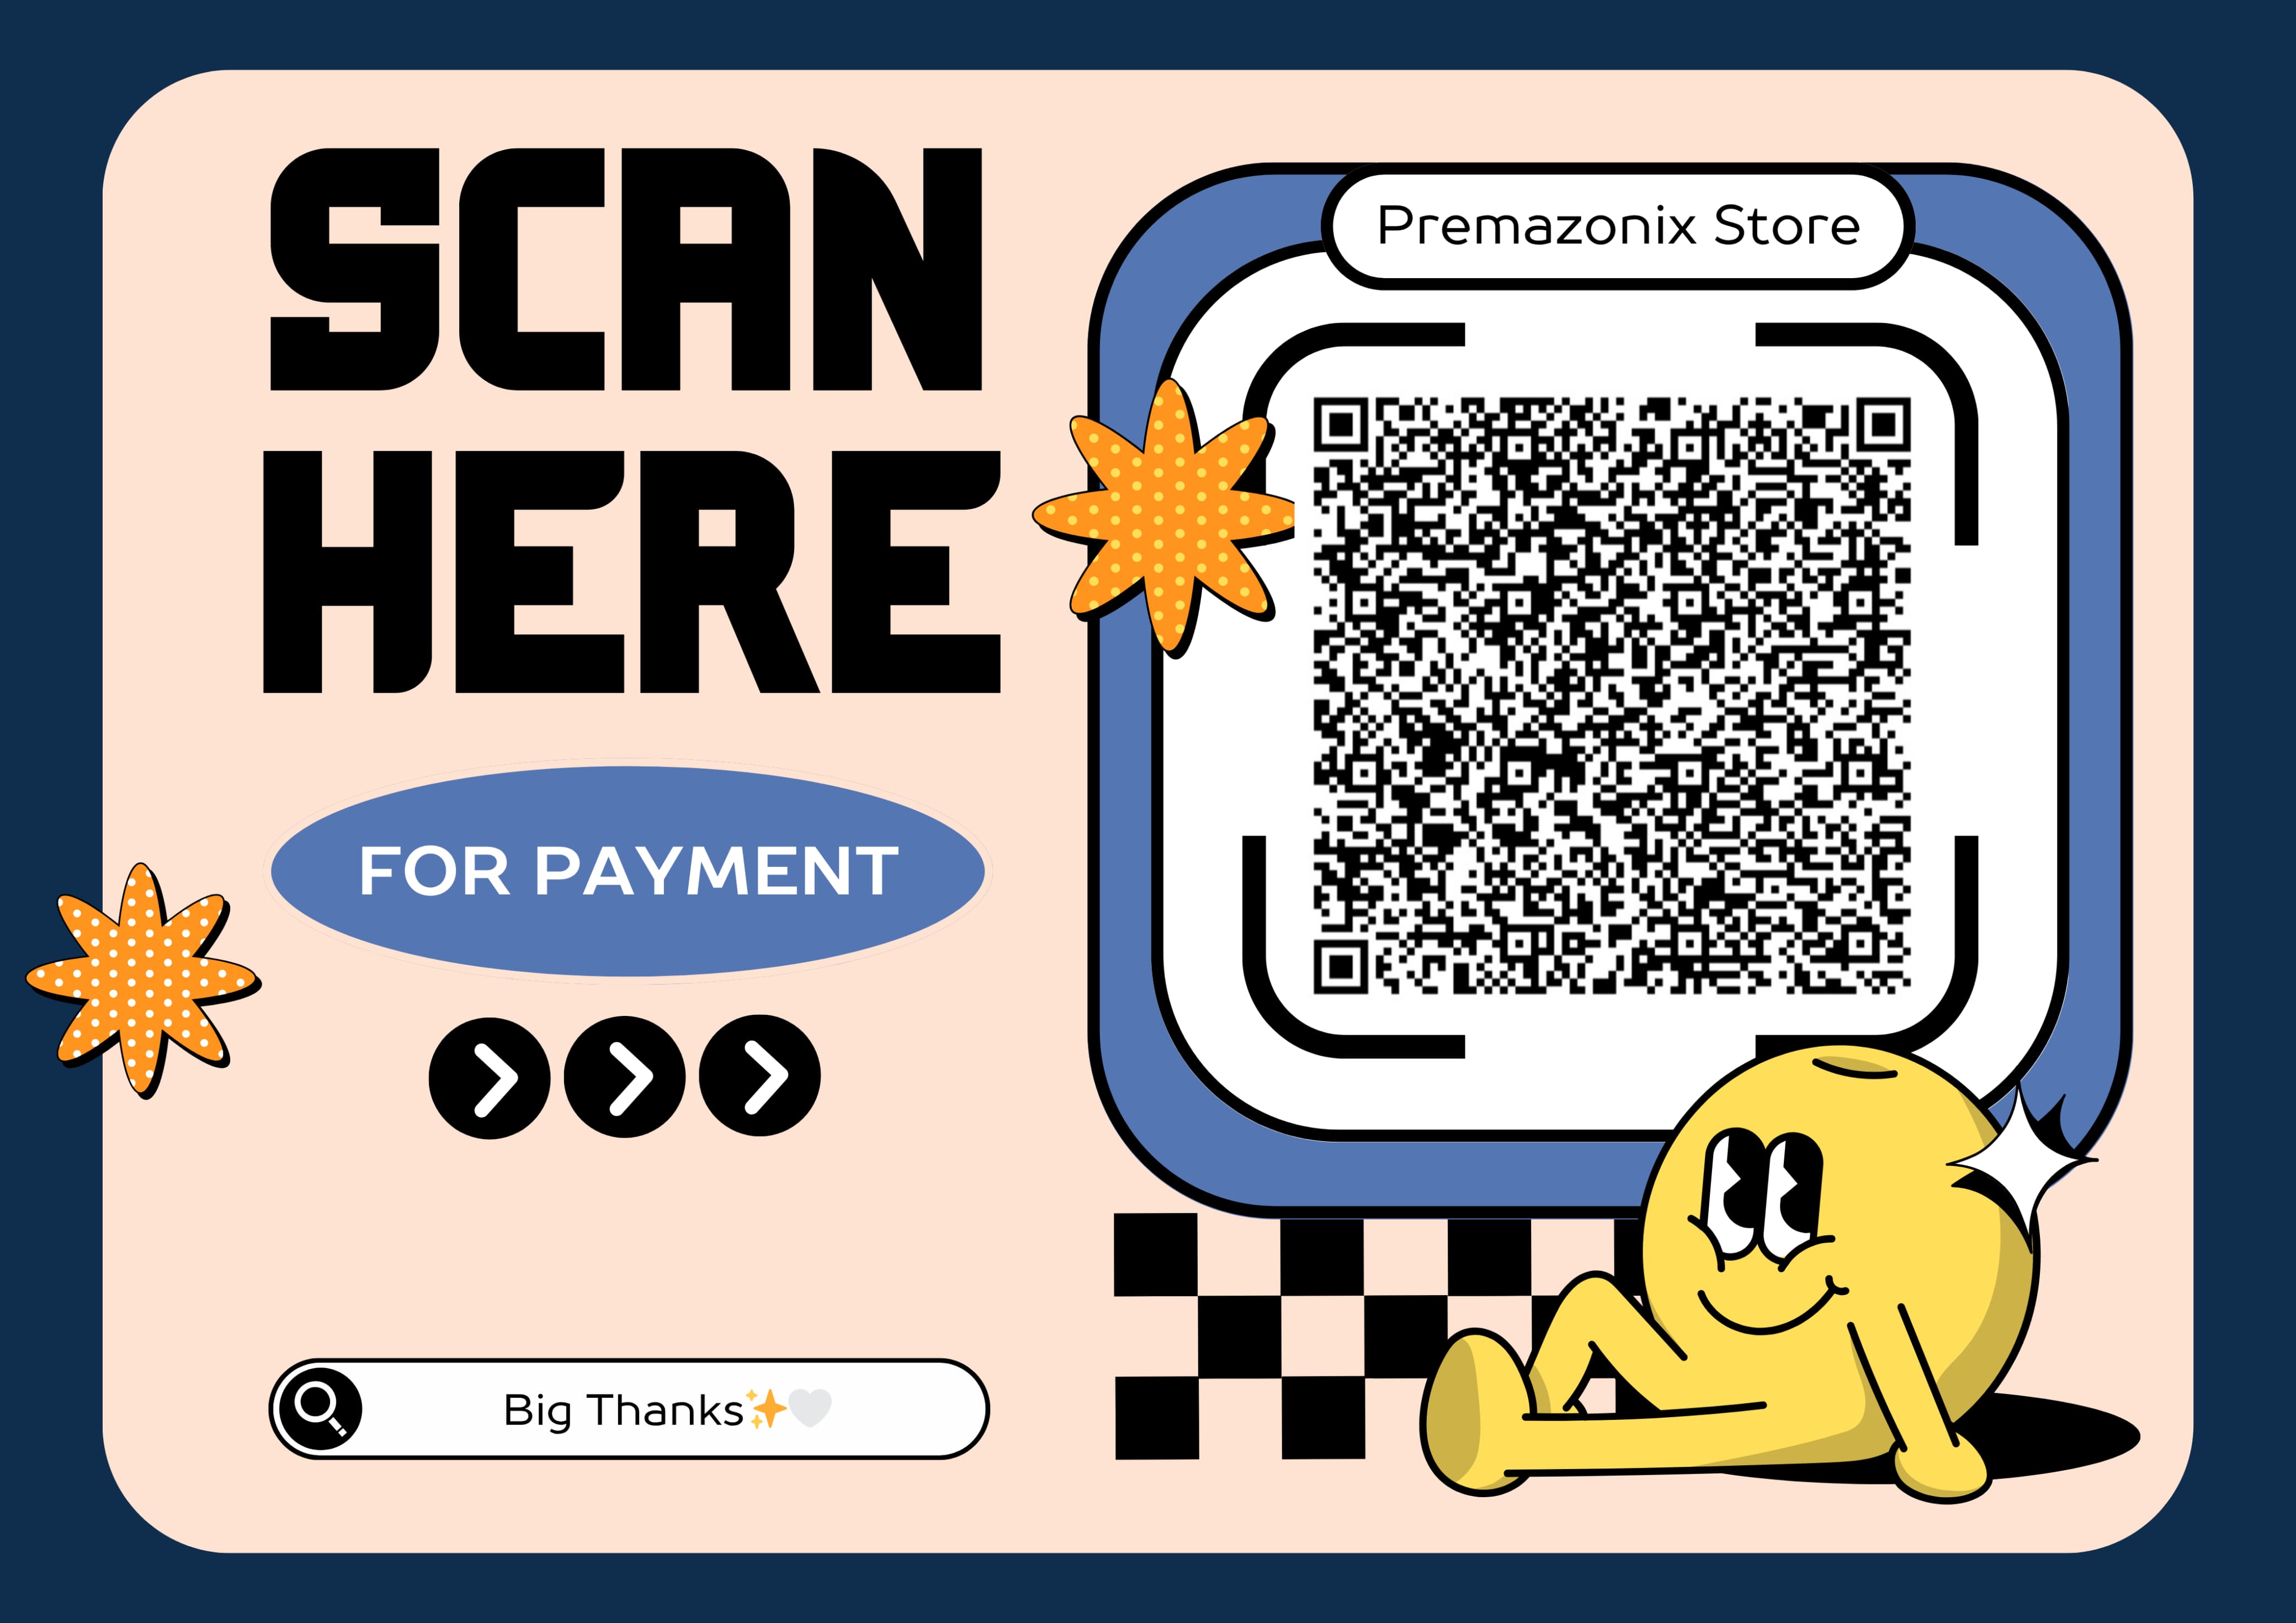 SCAN
HERE
FOR PAYMENT
Big Thanks✨🤍
Premazonix Store